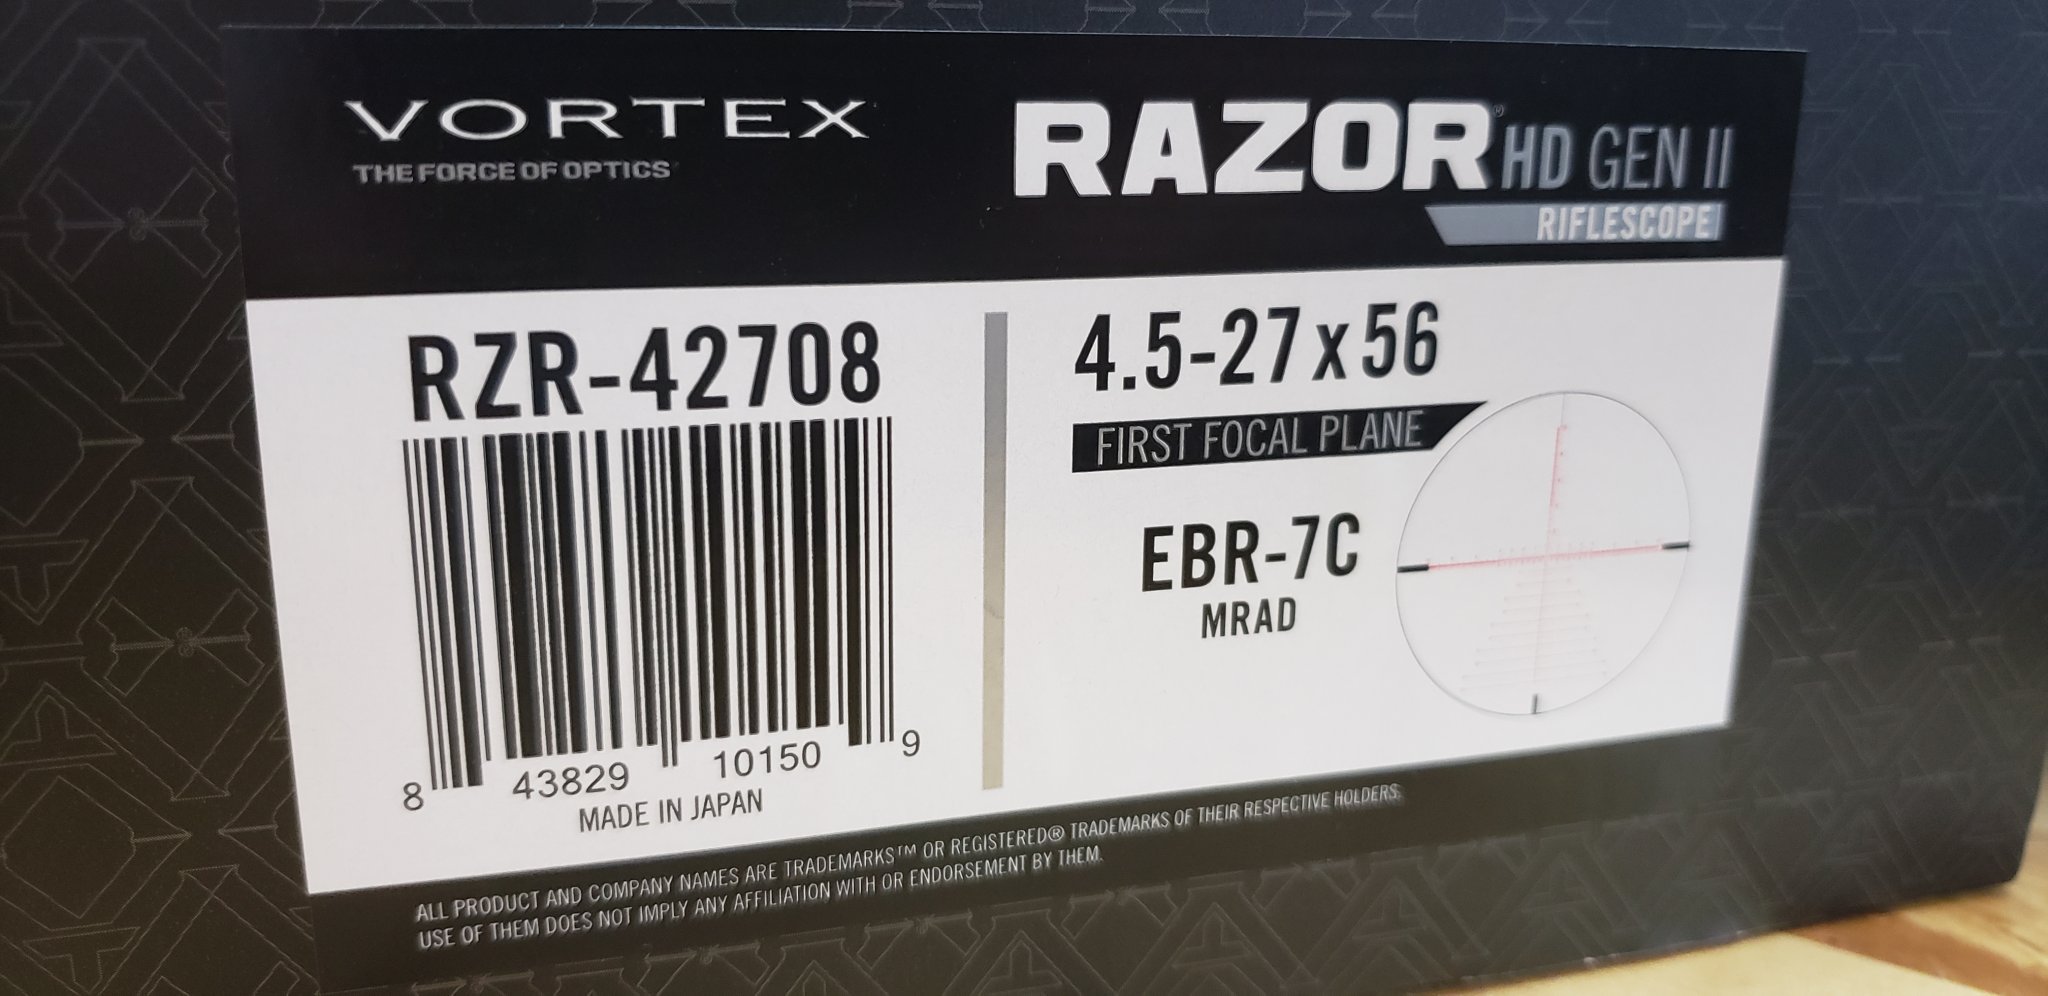 VORTEX
THE FORCE OF OPTICS
RAZOR® HD GEN II
RIFLESCOPE
RZR-42708
8 43829 10150 9
MADE IN JAPAN
4.5-27x56
FIRST FOCAL PLANE
EBR-7C
MRAD
ALL PRODUCT AND COMPANY NAMES ARE TRADEMARKS™ OR REGISTERED® TRADEMARKS OF THEIR RESPECTIVE HOLDERS.
USE OF THEM DOES NOT IMPLY ANY AFFILIATION WITH OR ENDORSEMENT BY THEM.